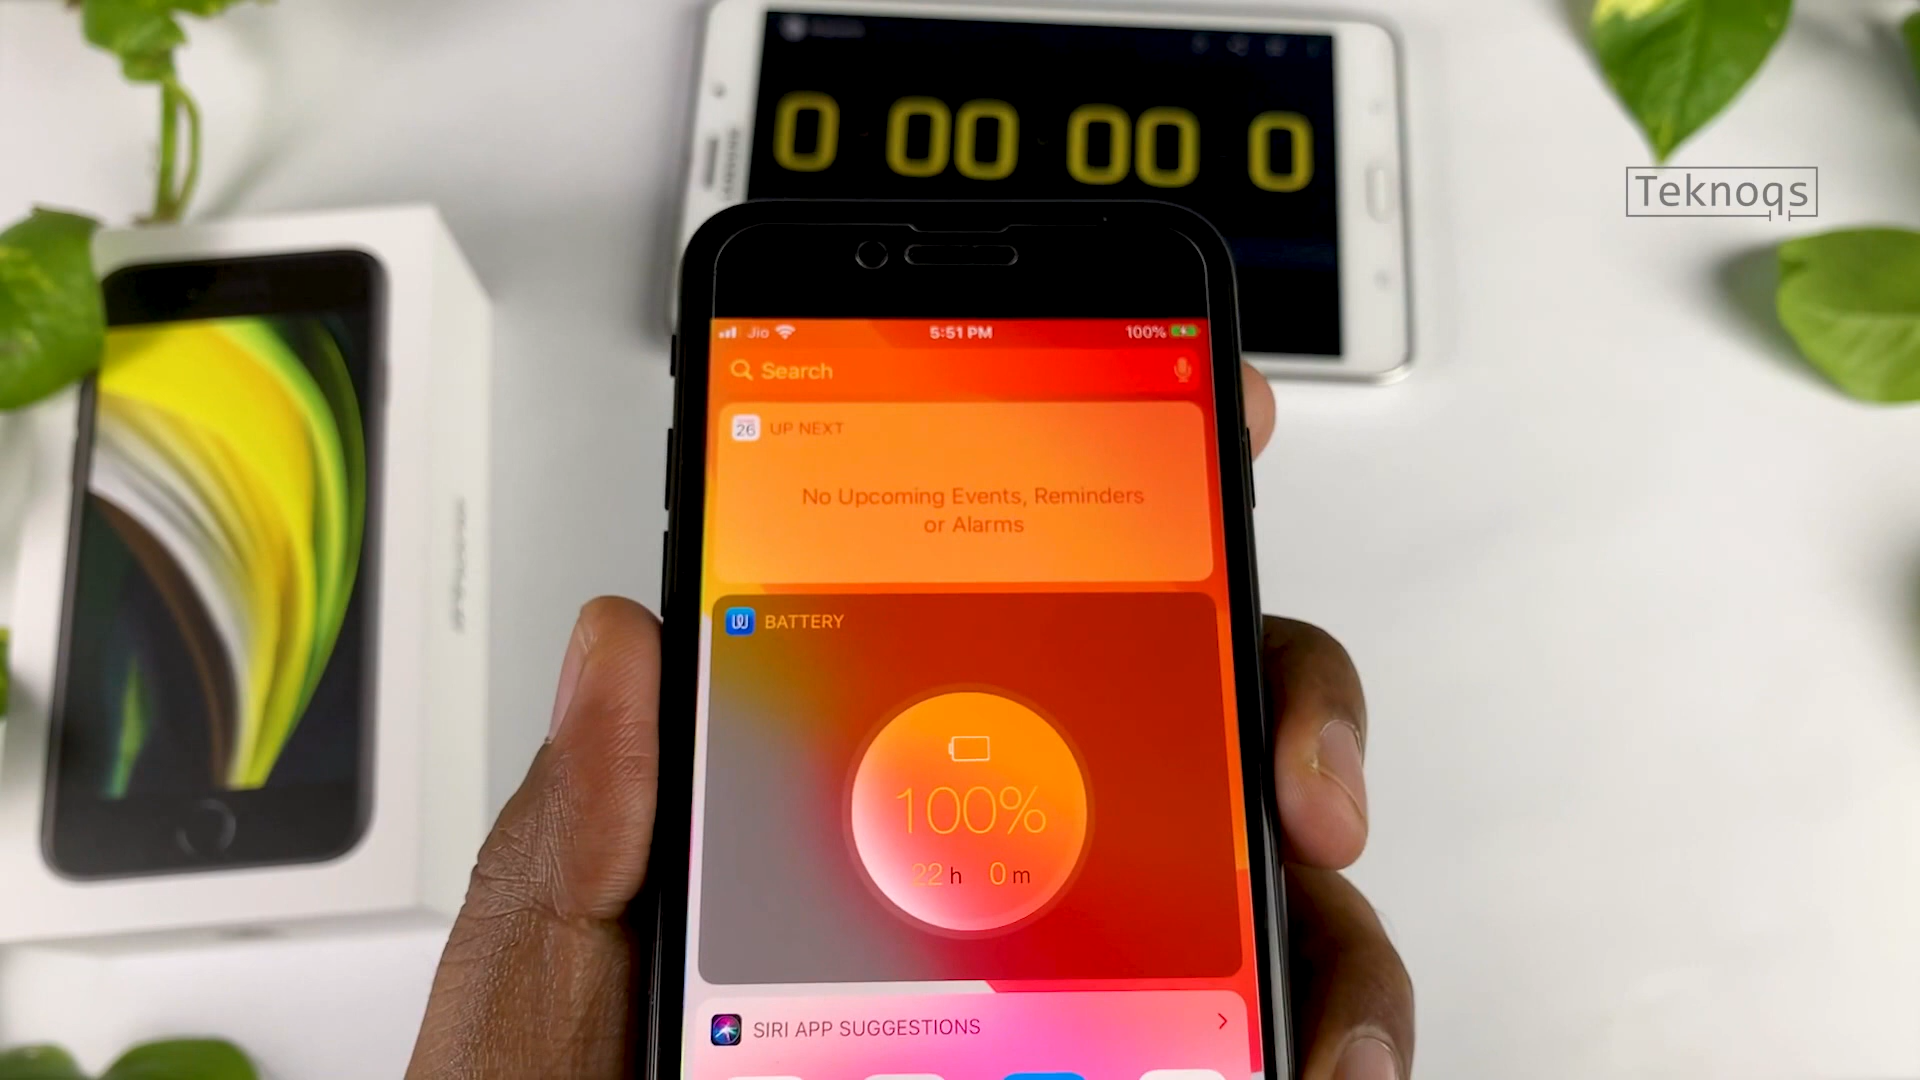 0 00 00 0
Teknoqs
Jio 5:51 PM 100%
Search
26 UP NEXT
No Upcoming Events, Reminders
or Alarms
BATTERY
100%
22 h 0 m
SIRI APP SUGGESTIONS